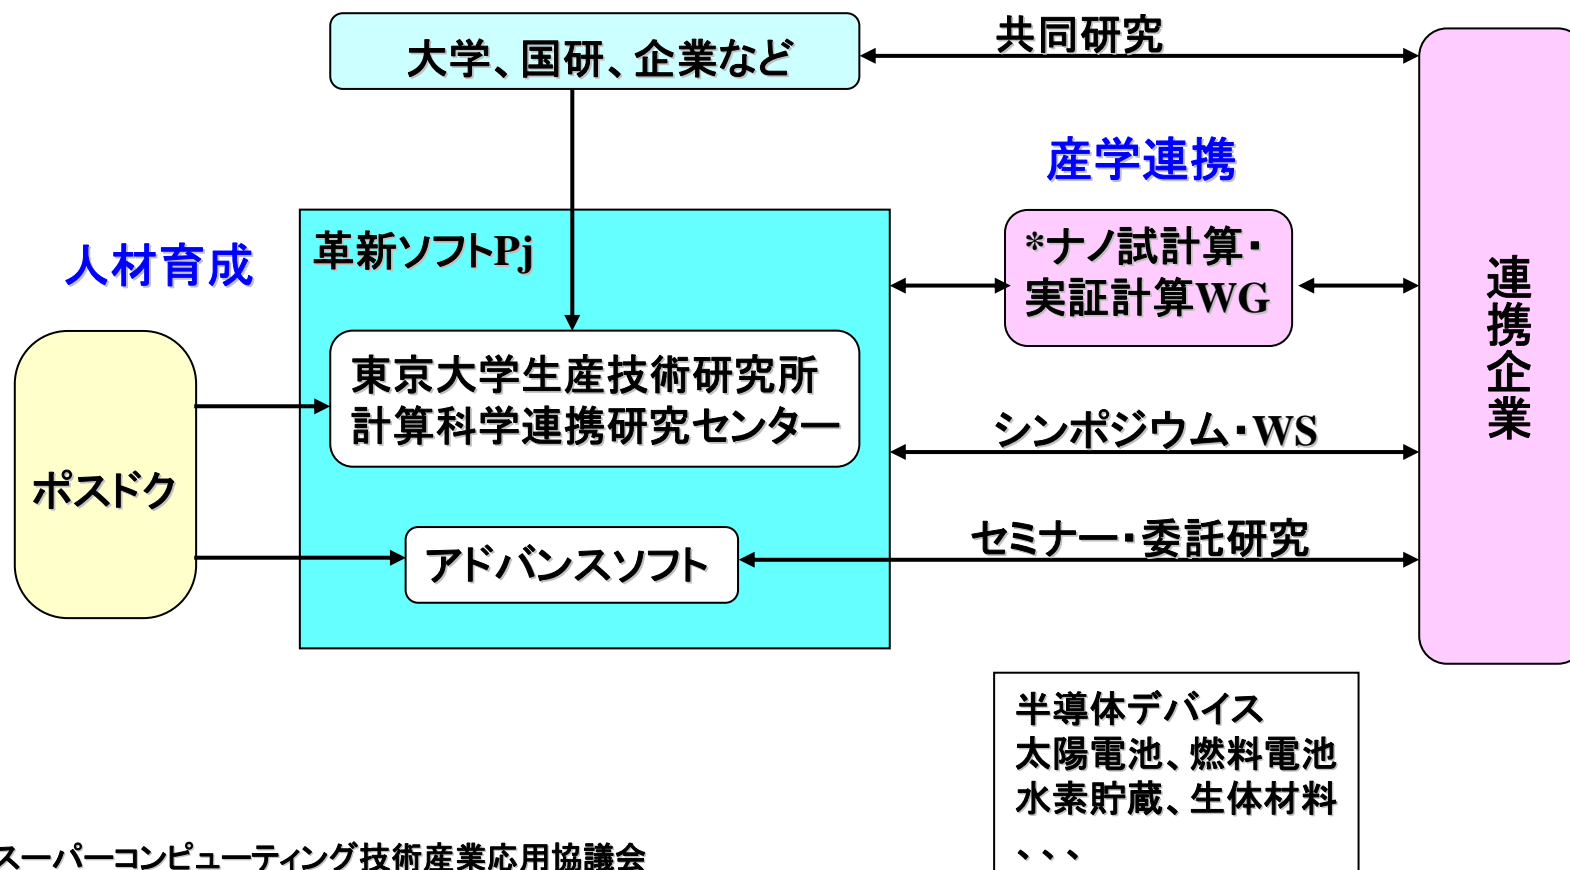 大学、国研、企業など
共同研究
産学連携
人材育成
革新ソフトPj
*ナノ試計算・
実証計算WG
連携企業
東京大学生産技術研究所
計算科学連携研究センター
シンポジウム・WS
ポスドク
アドバンスソフト
セミナー・委託研究
半導体デバイス
太陽電池、燃料電池
水素貯蔵、生体材料
、、、
スーパーコンピューティング技術産業応用協議会